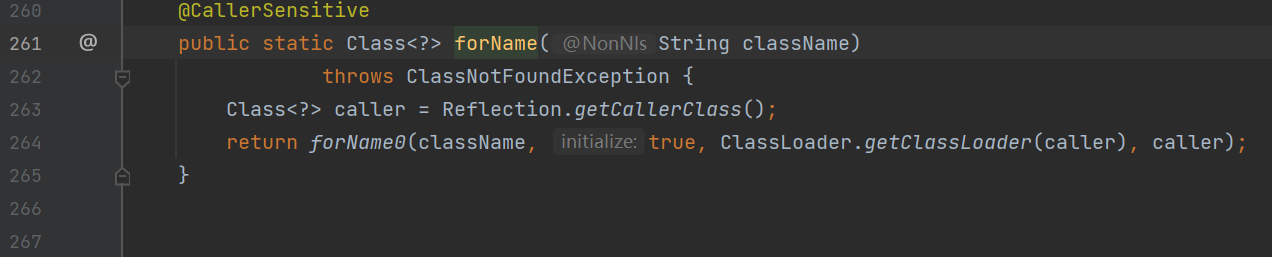 260 @CallerSensitive
261 @ public static Class<?> forName( @NonNls String className)
262 throws ClassNotFoundException {
263 Class<?> caller = Reflection.getCallerClass();
264 return forName0(className, initialize: true, ClassLoader.getClassLoader(caller), caller);
265 }
266
267